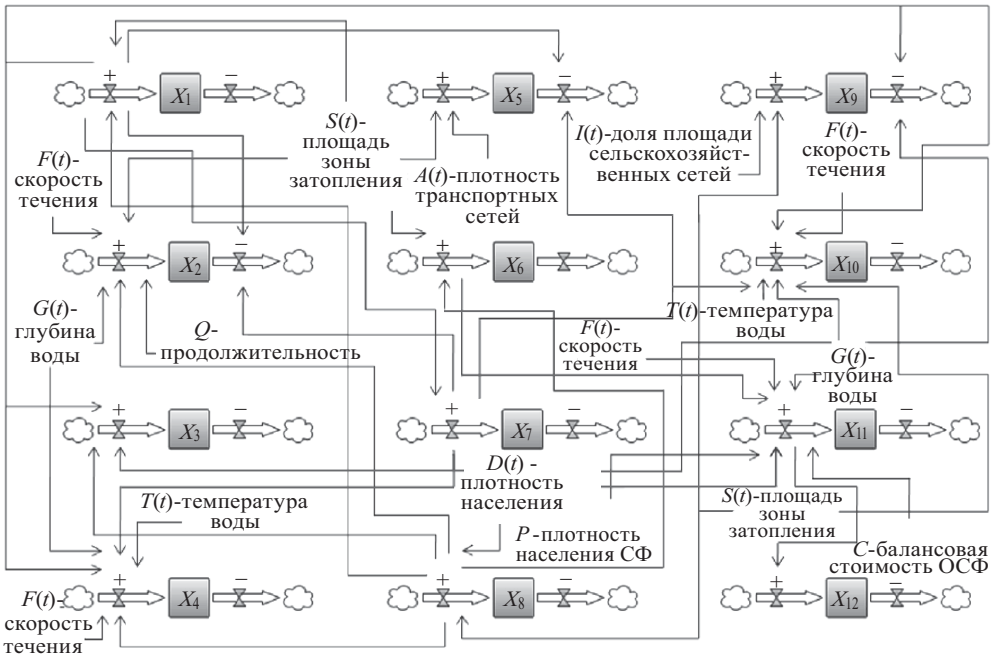 +
−
X1
+
−
X5
+
−
X9
S(t)-
площадь
зоны
затопления
I(t)-доля площади
сельскохозяйст-
венных сетей
F(t)-
скорость
течения
F(t)-
скорость
течения
A(t)-плотность
транспортных
сетей
+
−
X2
+
X6
+
−
X10
G(t)-
глубина
воды
Q-
продолжительность
T(t)-температура
воды
F(t)-
скорость
течения
G(t)-
глубина
воды
+
−
X3
+
−
X7
+
−
X11
D(t) -
плотность
населения
T(t)-температура
воды
S(t)-площадь
зоны
затопления
P-плотность
населения СФ
C-балансовая
стоимость ОСФ
+
−
X4
+
−
X8
+
−
X12
F(t)-
скорость
течения